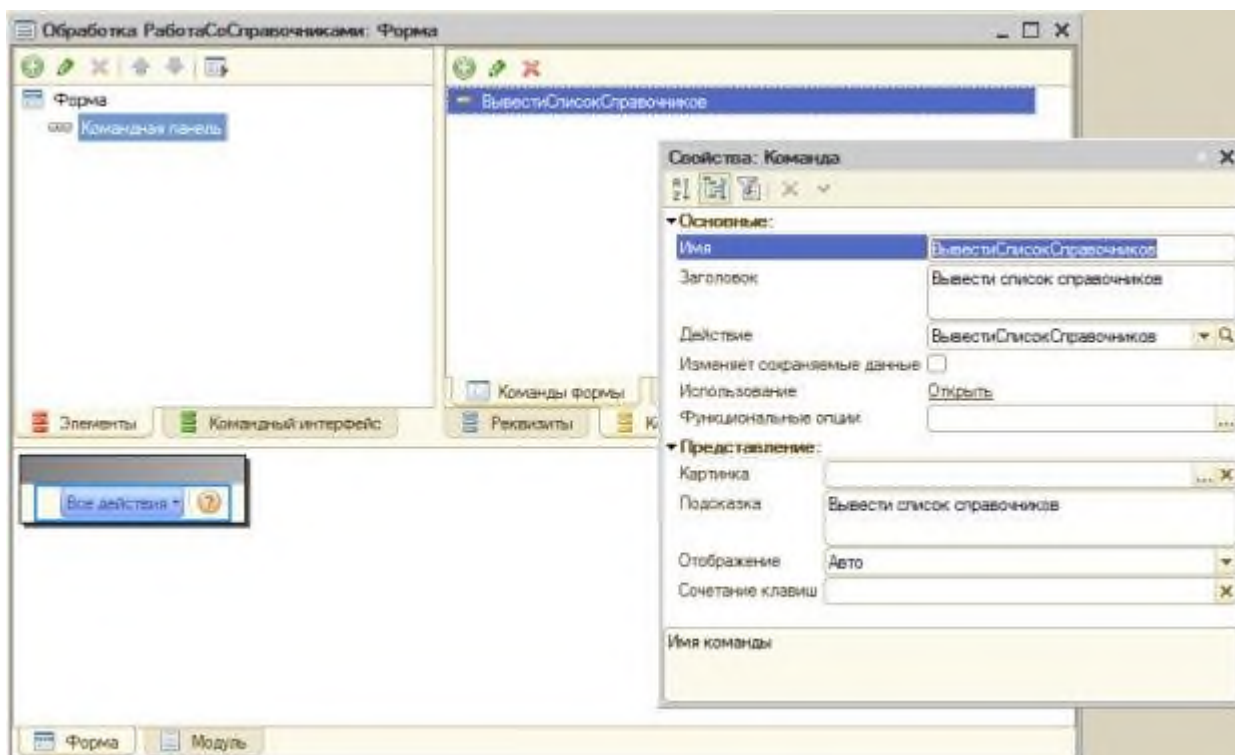 Обработка РаботаСоСправочниками: Форма
Форма
Командная панель
ВывестиСписокСправочников
Свойства: Команда
Основные:
Имя ВывестиСписокСправочников
Заголовок Вывести список справочников
Действие ВывестиСписокСправочников
Изменяет сохраняемые данные
Использование Открыть
Функциональные опции ...
Представление:
Картинка ...
Подсказка Вывести список справочников
Отображение Авто
Сочетание клавиш
Имя команды
Команды формы
Элементы Командный интерфейс Реквизиты
Все действия
Форма Модуль